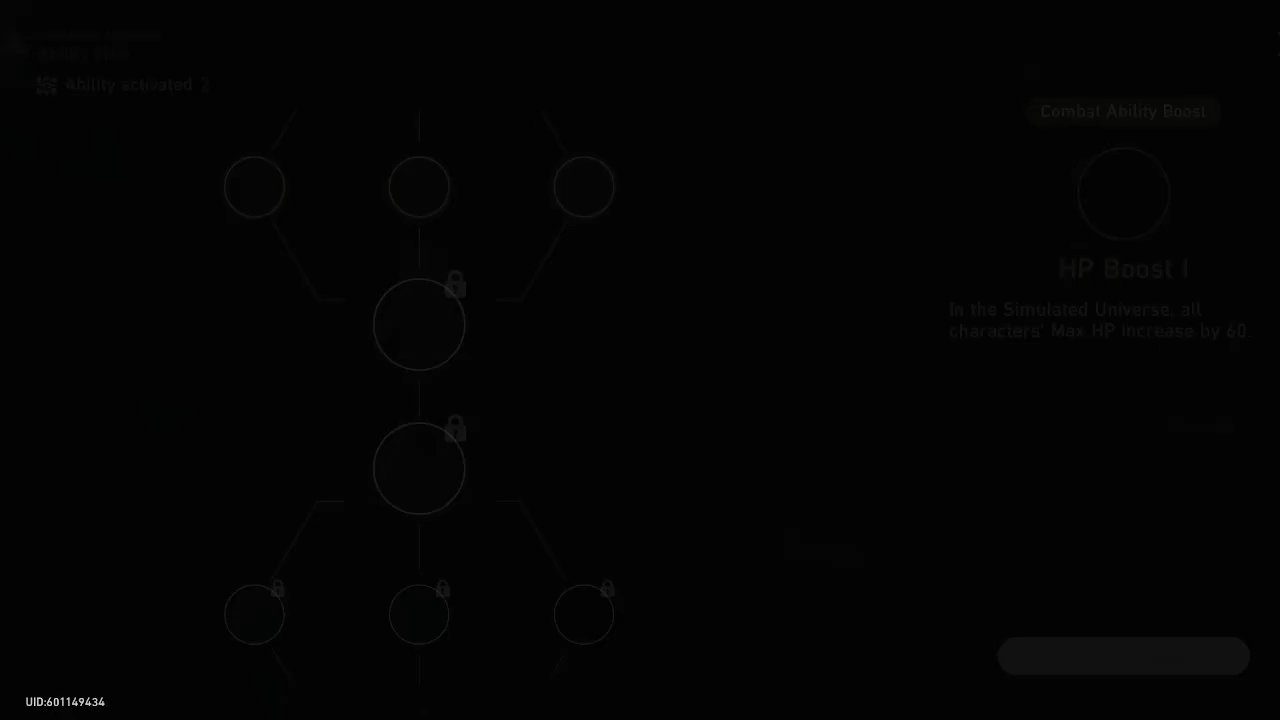 Ability activated 2
Combat Ability Boost
HP Boost I
In the Simulated Universe, all
characters' Max HP increase by 60.
UID:601149434